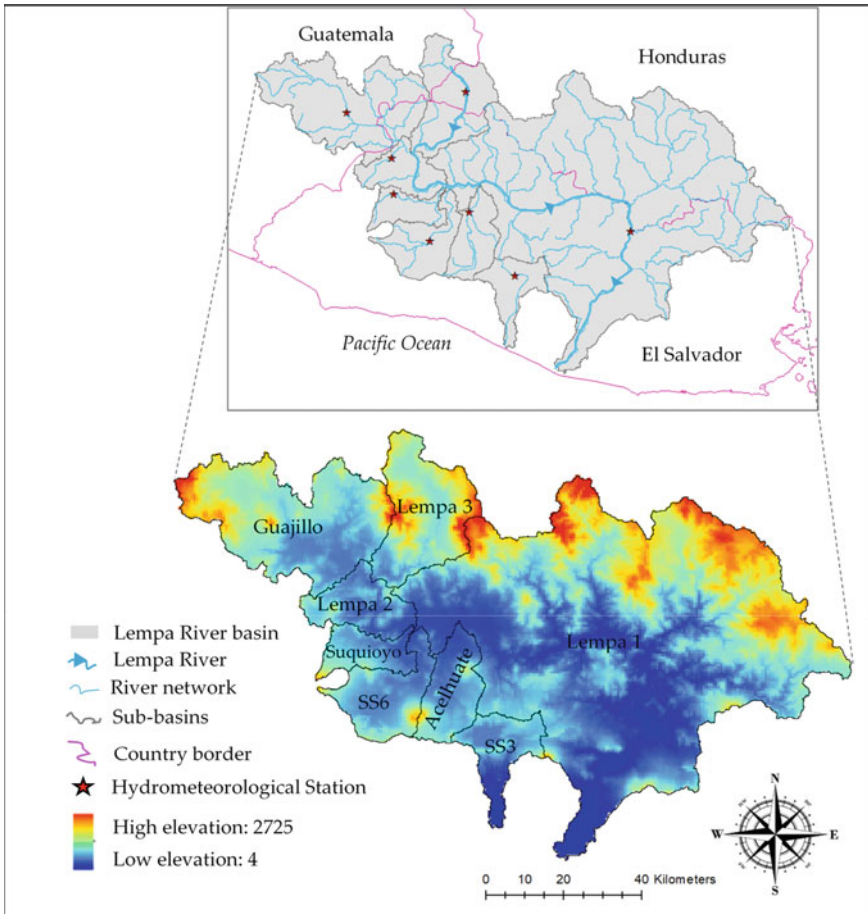 Guatemala
Honduras
Pacific Ocean
El Salvador
Lempa 3
Guajillo
Lempa 2
Lempa 1
Suquioyo
Acelhuate
SS6
SS3
Lempa River basin
Lempa River
River network
Sub-basins
Country border
Hydrometeorological Station
High elevation: 2725
Low elevation: 4
N
W E
S
0 5 10 20 30 40 Kilometers